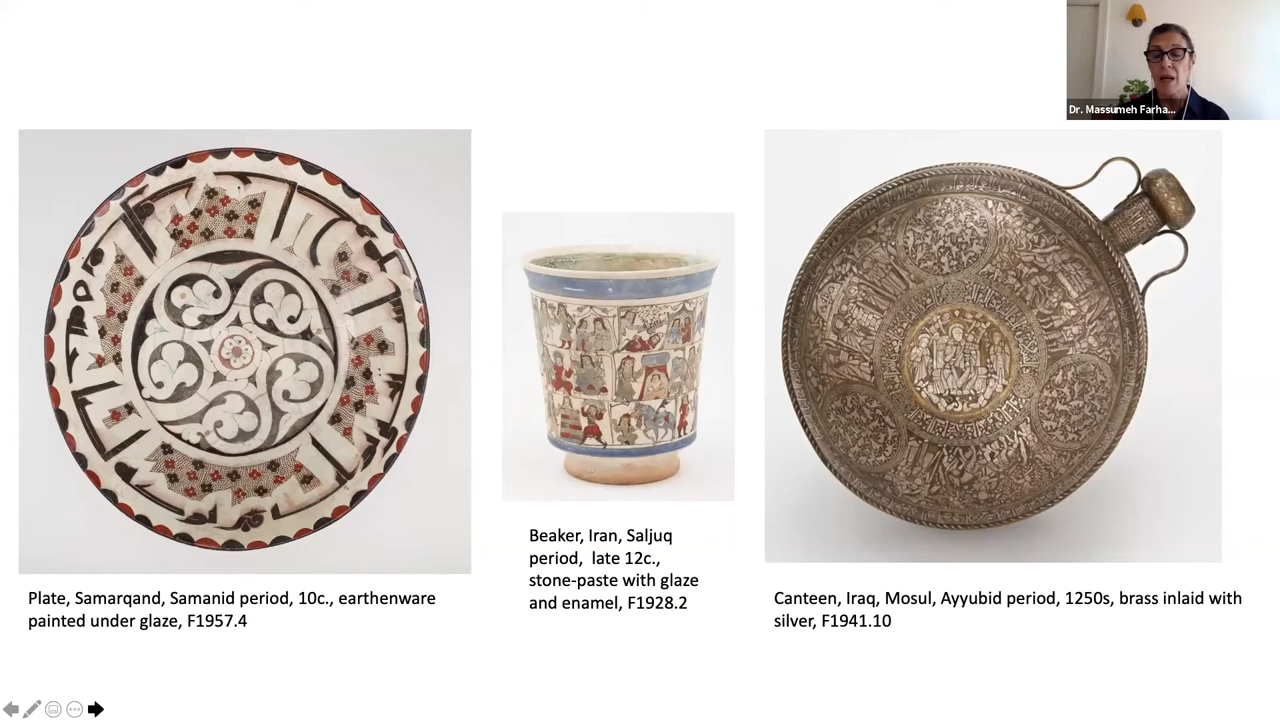 Dr. Massumeh Farha...
Plate, Samarqand, Samanid period, 10c., earthenware
painted under glaze, F1957.4
Beaker, Iran, Saljuq
period, late 12c.,
stone-paste with glaze
and enamel, F1928.2
Canteen, Iraq, Mosul, Ayyubid period, 1250s, brass inlaid with
silver, F1941.10